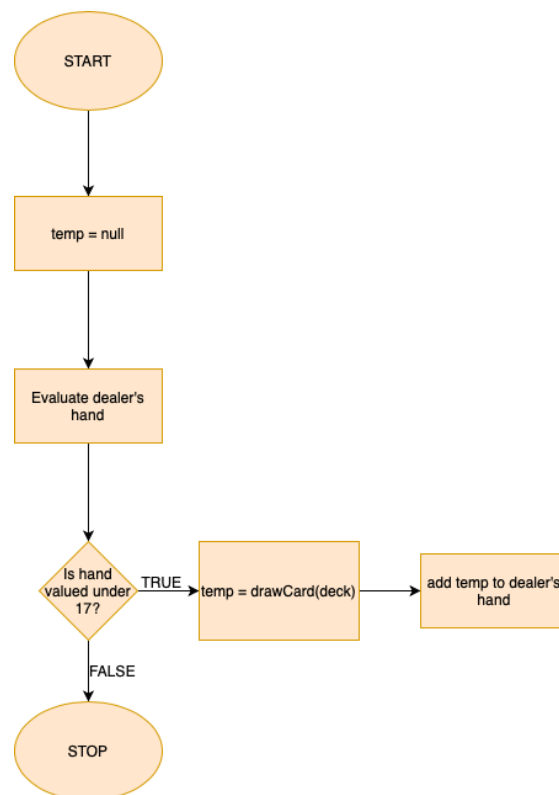 START
temp = null
Evaluate dealer's
hand
Is hand
valued under
17?
TRUE
temp = drawCard(deck)
add temp to dealer's
hand
FALSE
STOP